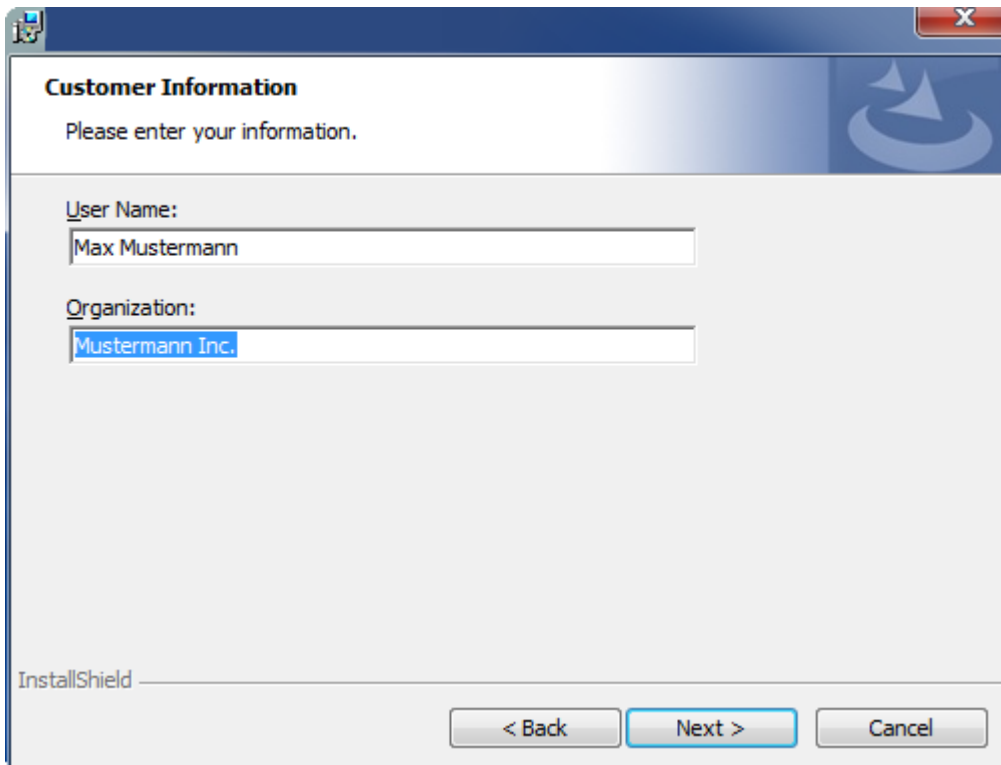 Customer Information
Please enter your information.
User Name:
Max Mustermann
Organization:
Mustermann Inc.
InstallShield
< Back Next > Cancel